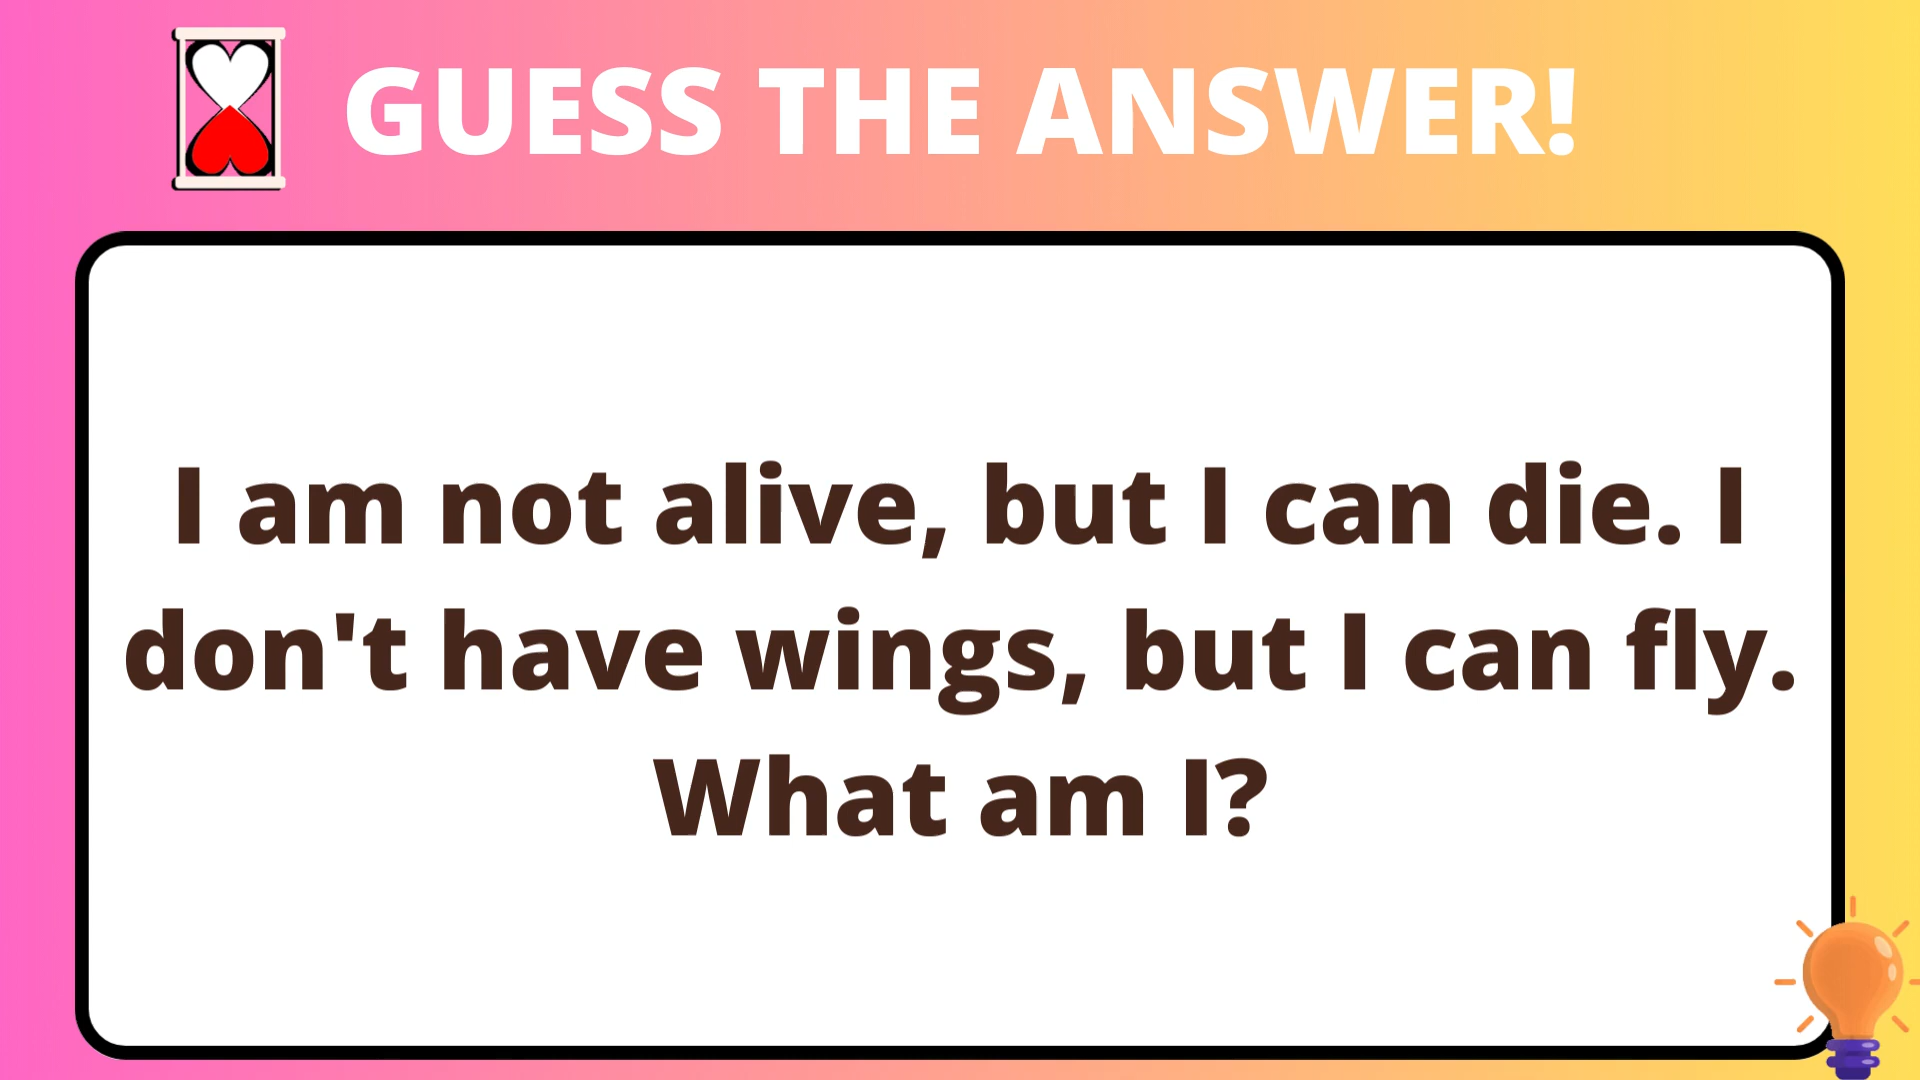 GUESS THE ANSWER!
I am not alive, but I can die. I
don't have wings, but I can fly.
What am I?